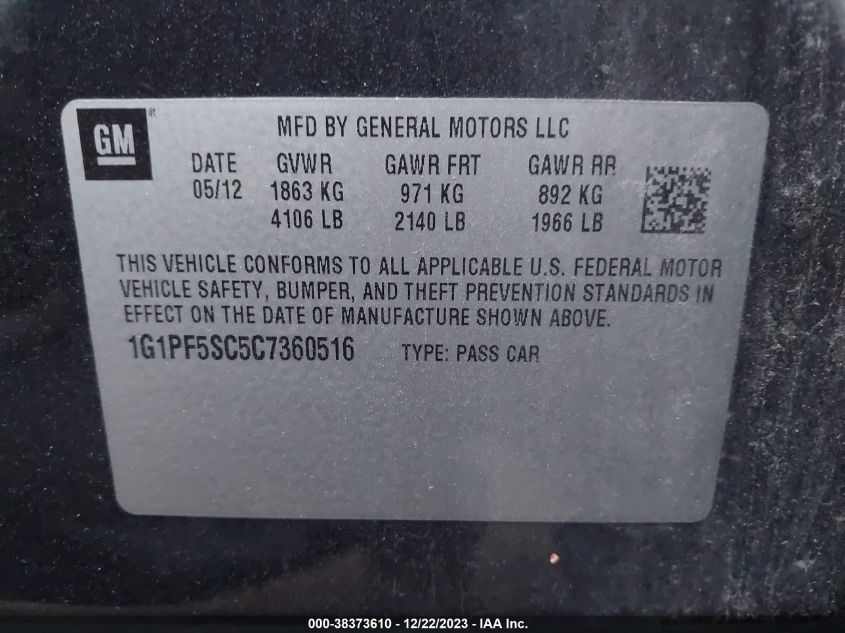 GM®
MFD BY GENERAL MOTORS LLC
DATE GVWR GAWR FRT GAWR RR
05/12 1863 KG 971 KG 892 KG
4106 LB 2140 LB 1966 LB
THIS VEHICLE CONFORMS TO ALL APPLICABLE U.S. FEDERAL MOTOR
VEHICLE SAFETY, BUMPER, AND THEFT PREVENTION STANDARDS IN
EFFECT ON THE DATE OF MANUFACTURE SHOWN ABOVE.
1G1PF5SC5C7360516 TYPE: PASS CAR
000-38373610 - 12/22/2023 - IAA Inc.